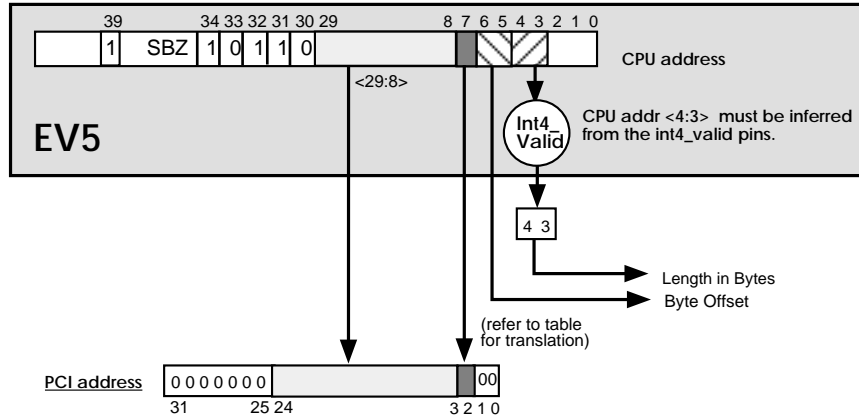 39 34 33 32 31 30 29 8 7 6 5 4 3 2 1 0
1 SBZ 1 0 1 1 0
CPU address
<29:8>
EV5
Int4_
Valid
CPU addr <4:3> must be inferred
from the int4_valid pins.
4 3
Length in Bytes
Byte Offset
(refer to table
for translation)
PCI address
0 0 0 0 0 0 0 00
31 25 24 3 2 1 0